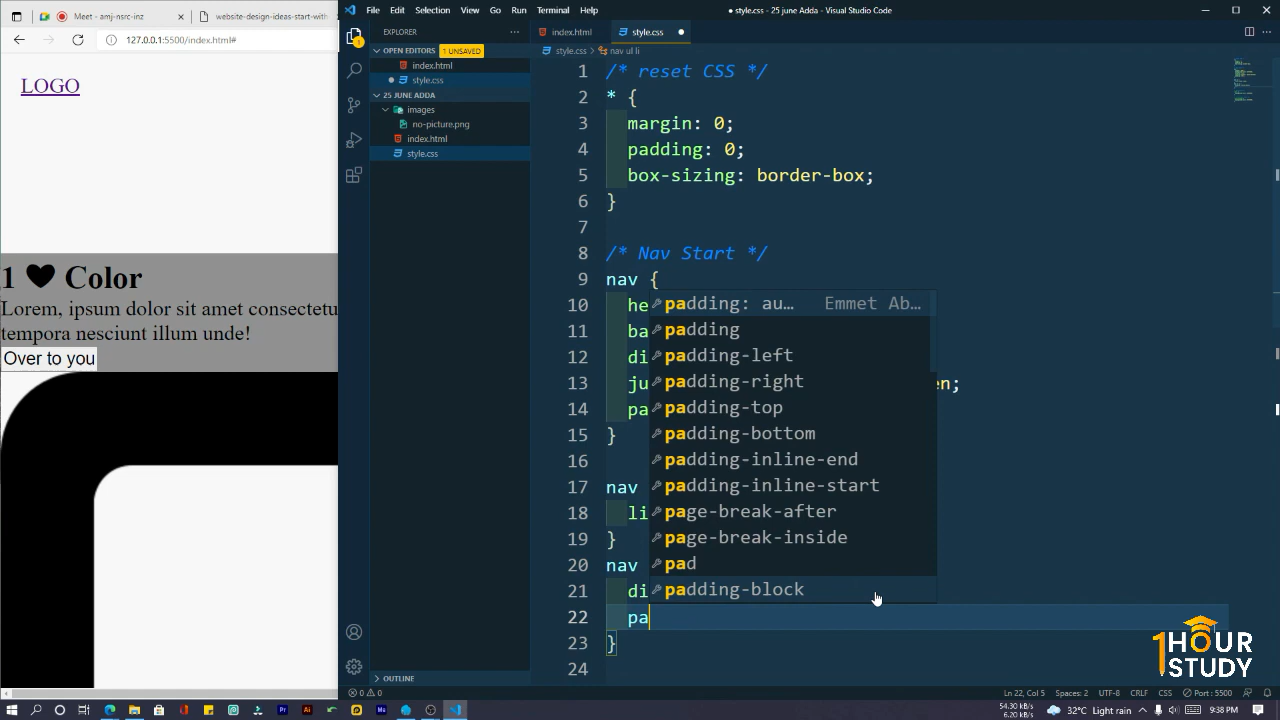 Meet - amj-nsrc-inz
website-design-ideas-start-with
127.0.0.1:5500/index.html#
LOGO
1 Color
Lorem, ipsum dolor sit amet consectetu
tempora nesciunt illum unde!
Over to you
File Edit Selection View Go Run Terminal Help
style.css - 25 june Adda - Visual Studio Code
EXPLORER
OPEN EDITORS 1 UNSAVED
index.html
style.css
25 JUNE ADDA
images
no-picture.png
index.html
style.css
OUTLINE
index.html
style.css
style.css > nav ul li
1 /* reset CSS */
2 * {
3 margin: 0;
4 padding: 0;
5 box-sizing: border-box;
6 }
7
8 /* Nav Start */
9 nav {
10 he
11 ba
12 di
13 ju en;
14 pa
15 }
16
17 nav
18 li
19 }
20 nav
21 di
22 pa
23 }
24
padding: au... Emmet Ab...
padding
padding-left
padding-right
padding-top
padding-bottom
padding-inline-end
padding-inline-start
page-break-after
page-break-inside
pad
padding-block
1HOUR
STUDY
0 0
Ln 22, Col 5 Spaces: 2 UTF-8 CRLF CSS Port : 5500
54.30 kB/s
6.20 kB/s
32°C Light rain
9:38 PM